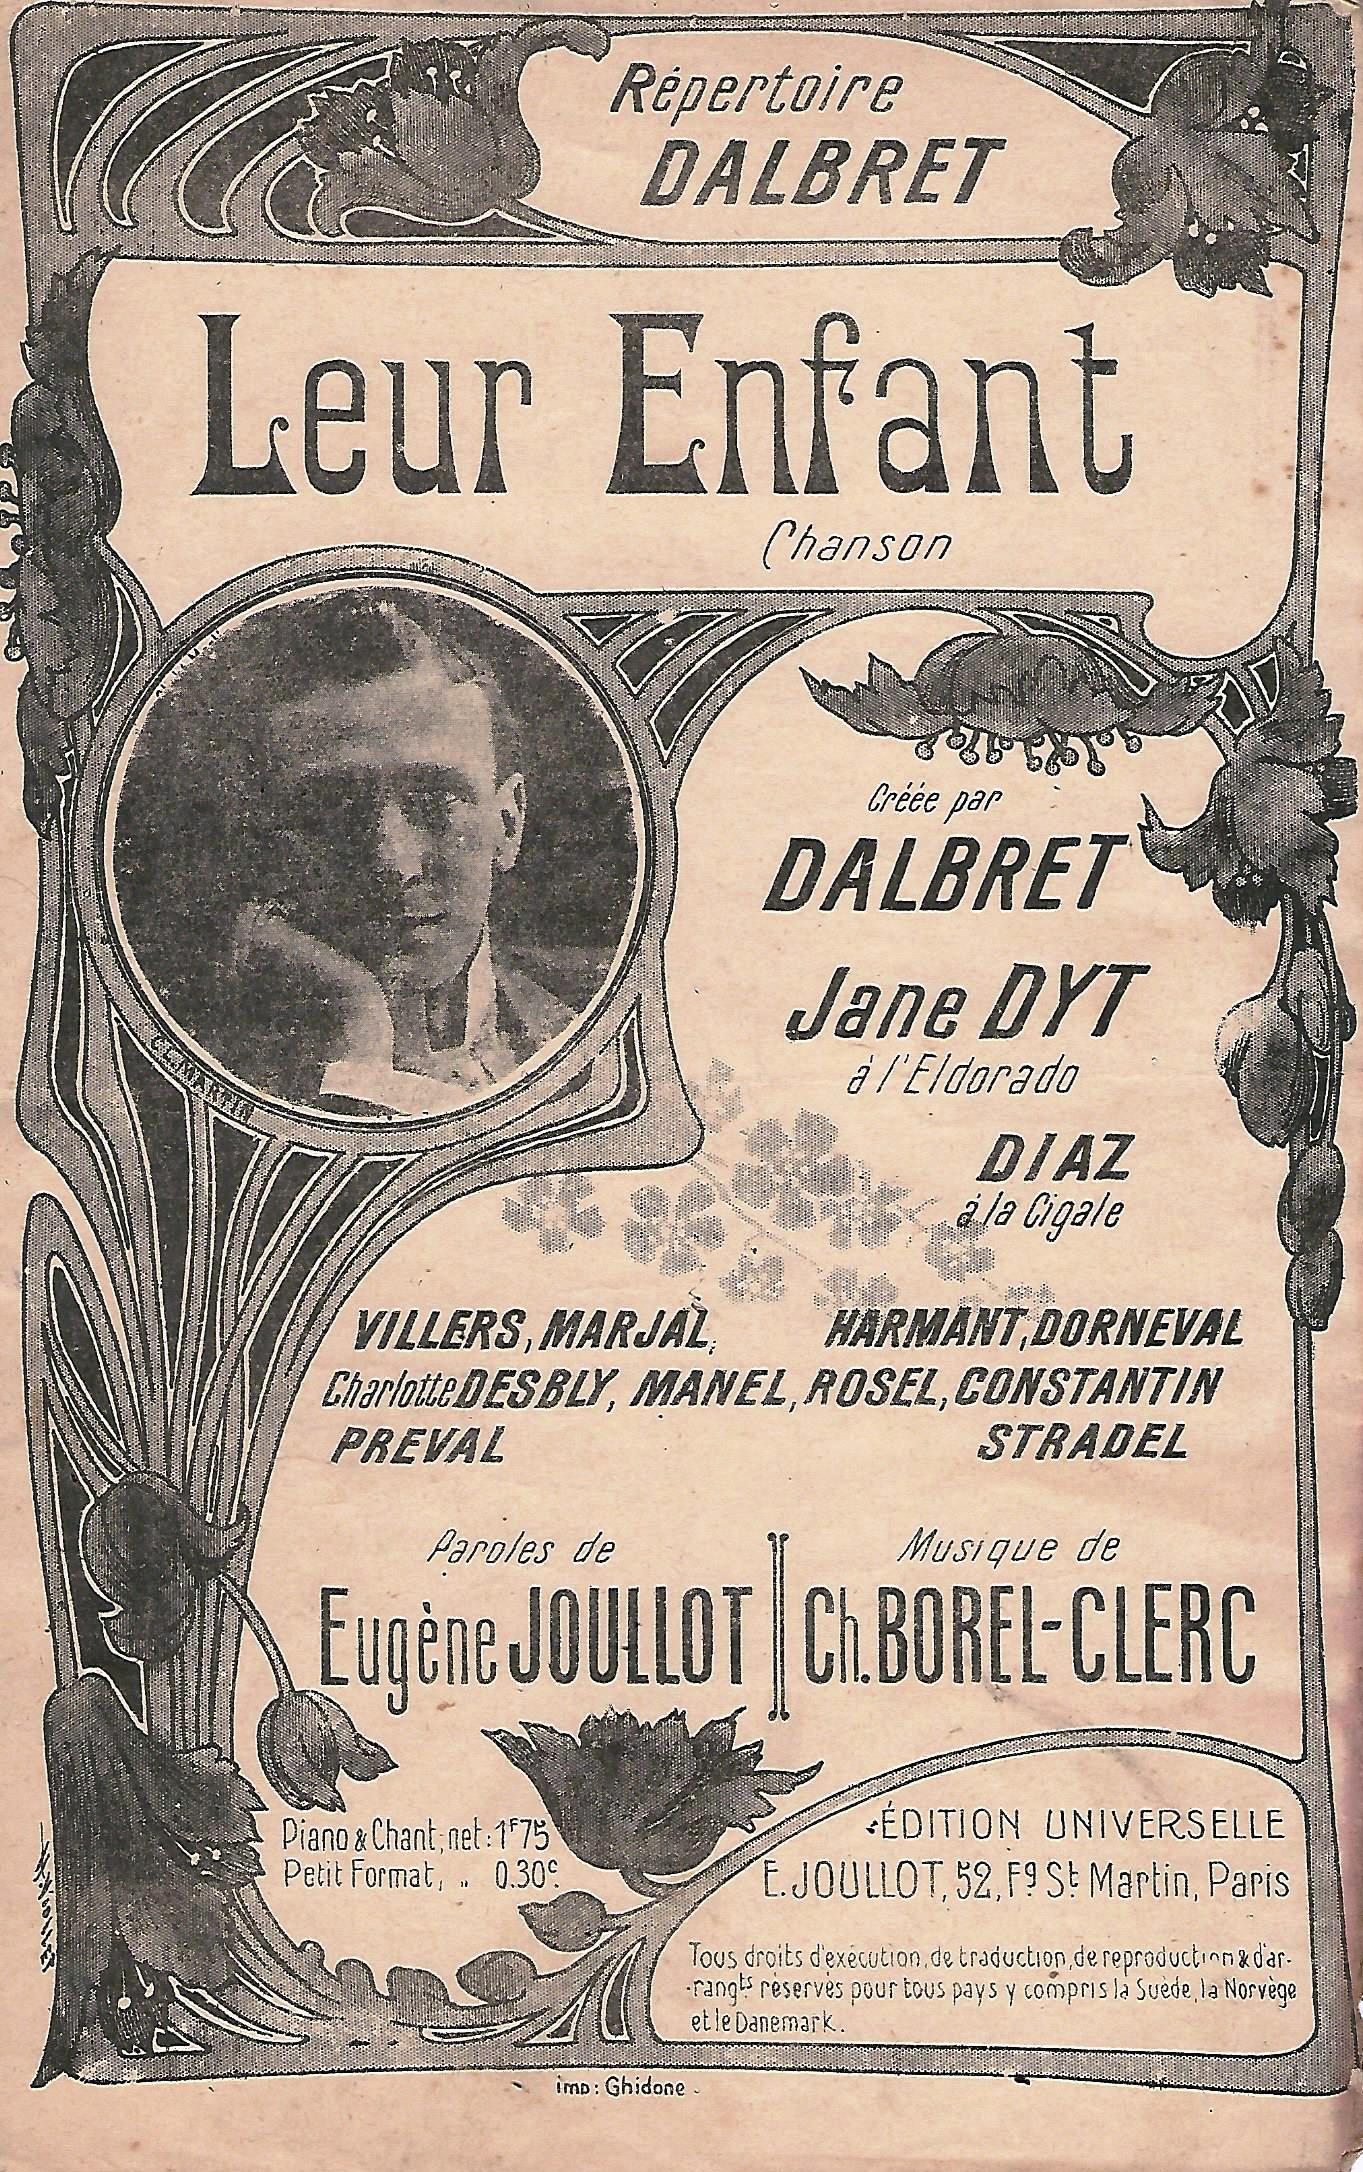 Répertoire
DALBRET
Leur Enfant
Chanson
Créée par
DALBRET
Jane DYT
à l'Eldorado
DIAZ
à la Cigale
VILLERS, MARJAL, HARMANT, DORNEVAL
Charlotte DESBLY, MANEL, ROSEL, CONSTANTIN
PREVAL STRADEL
Paroles de
Eugène JOULLOT
Musique de
Ch. BOREL-CLERC
Piano & Chant, net: 1F75
Petit Format, „ 0.30c.
ÉDITION UNIVERSELLE
E. JOULLOT, 52, Fg St Martin, Paris
Tous droits d'exécution, de traduction, de reproduction & d'ar-
-rangts réservés pour tous pays y compris la Suède, la Norvège
et le Danemark.
imp: Ghidone